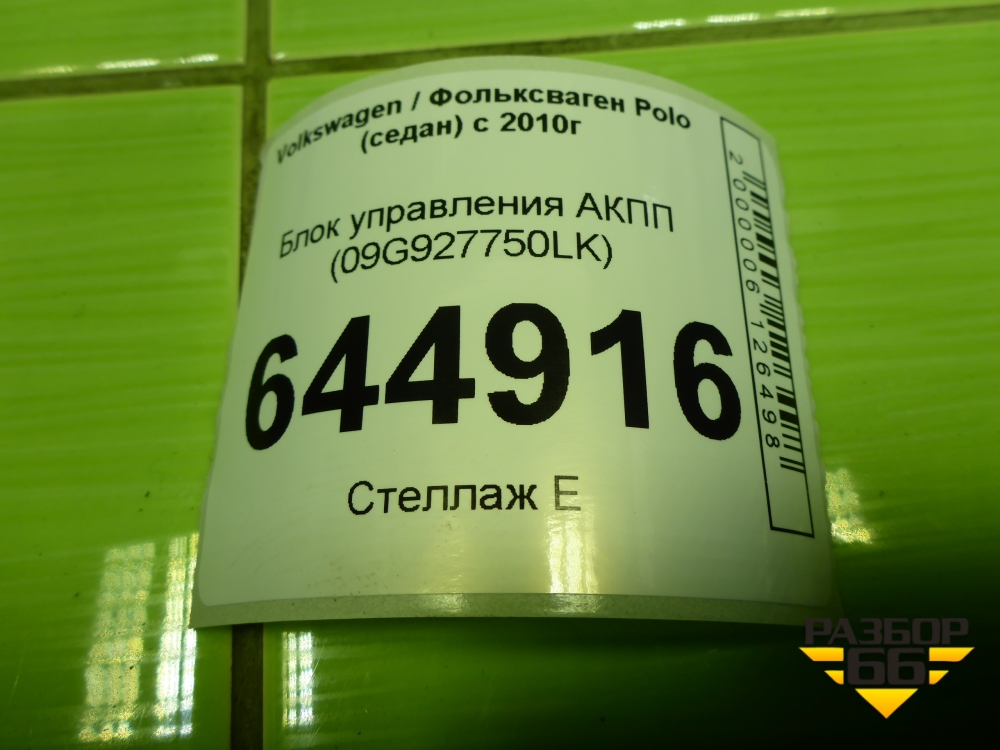 Volkswagen / Фольксваген Polo
(седан) с 2010г
Блок управления АКПП
(09G927750LK)
644916
Стеллаж Е
2000006126498
РАЗБОР
66